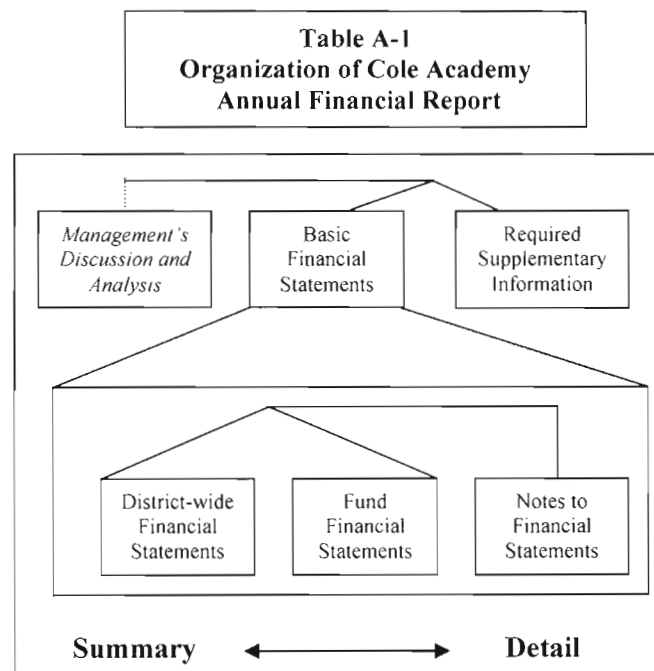 Table A-1
Organization of Cole Academy
Annual Financial Report
Management's
Discussion and
Analysis
Basic
Financial
Statements
Required
Supplementary
Information
District-wide
Financial
Statements
Fund
Financial
Statements
Notes to
Financial
Statements
Summary
Detail